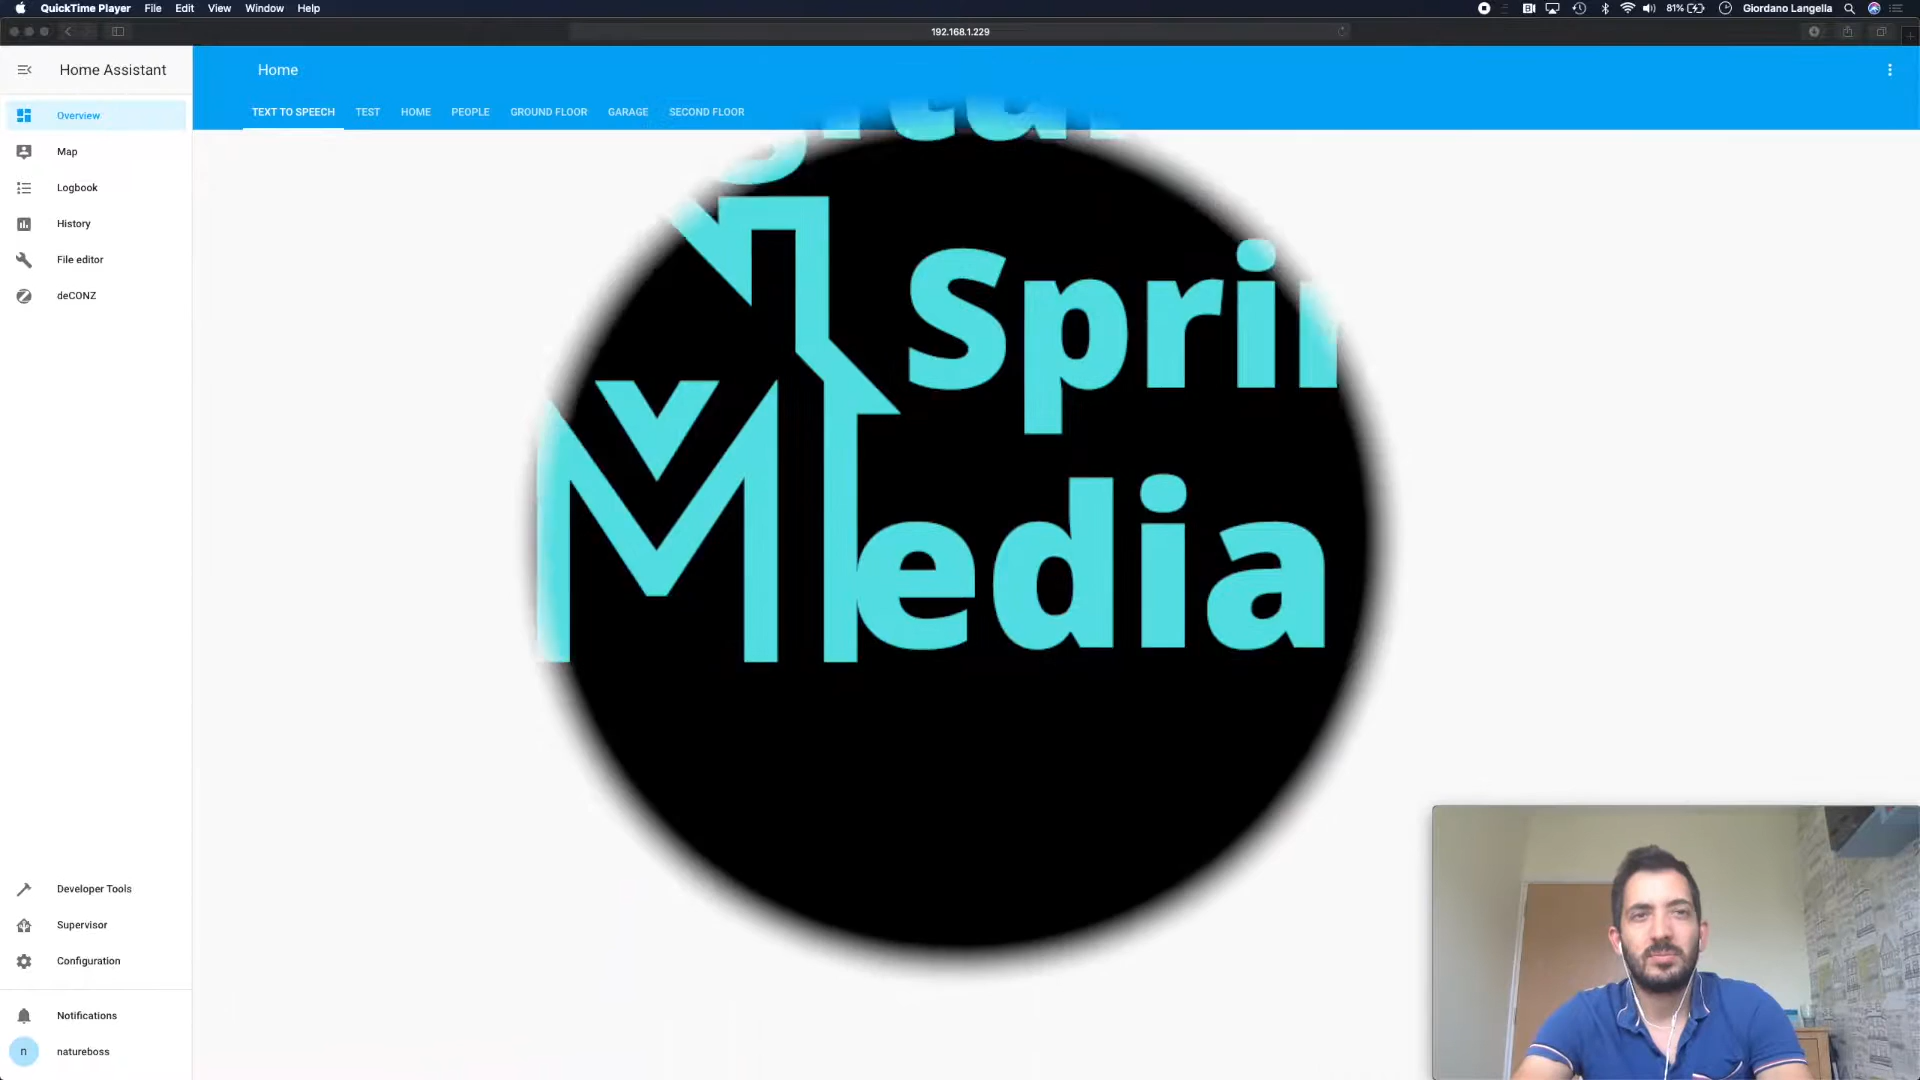 QuickTime Player File Edit View Window Help 81% Giordano Langella
192.168.1.229
Home Assistant
Home
TEXT TO SPEECH TEST HOME PEOPLE GROUND FLOOR GARAGE SECOND FLOOR
Overview
Map
Logbook
History
File editor
deCONZ
Media
Developer Tools
Supervisor
Configuration
Notifications
n natureboss